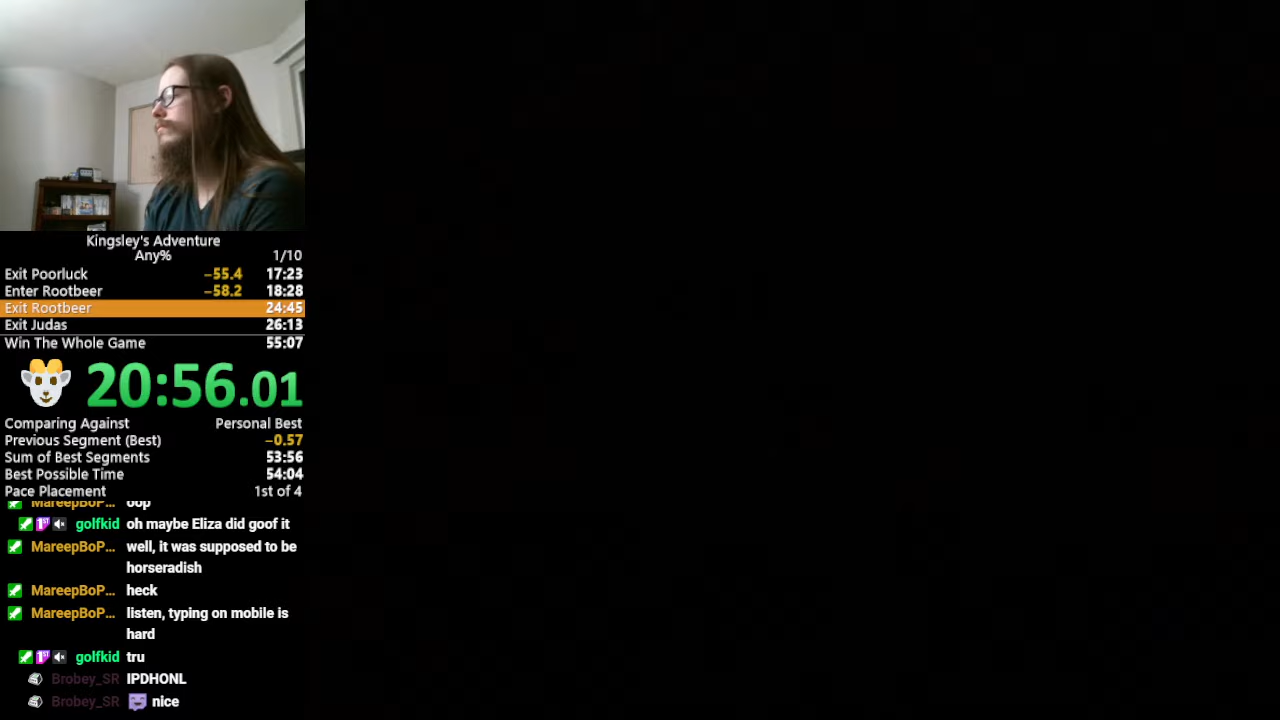 Kingsley's Adventure
Any% 1/10
Exit Poorluck −55.4 17:23
Enter Rootbeer −58.2 18:28
Exit Rootbeer 24:45
Exit Judas 26:13
Win The Whole Game 55:07
20:56.01
Comparing Against Personal Best
Previous Segment (Best) −0.57
Sum of Best Segments 53:56
Best Possible Time 54:04
Pace Placement 1st of 4
MareepBoP... oop
golfkid oh maybe Eliza did goof it
MareepBoP... well, it was supposed to be
horseradish
MareepBoP... heck
MareepBoP... listen, typing on mobile is
hard
golfkid tru
Brobey_SR IPDHONL
Brobey_SR nice